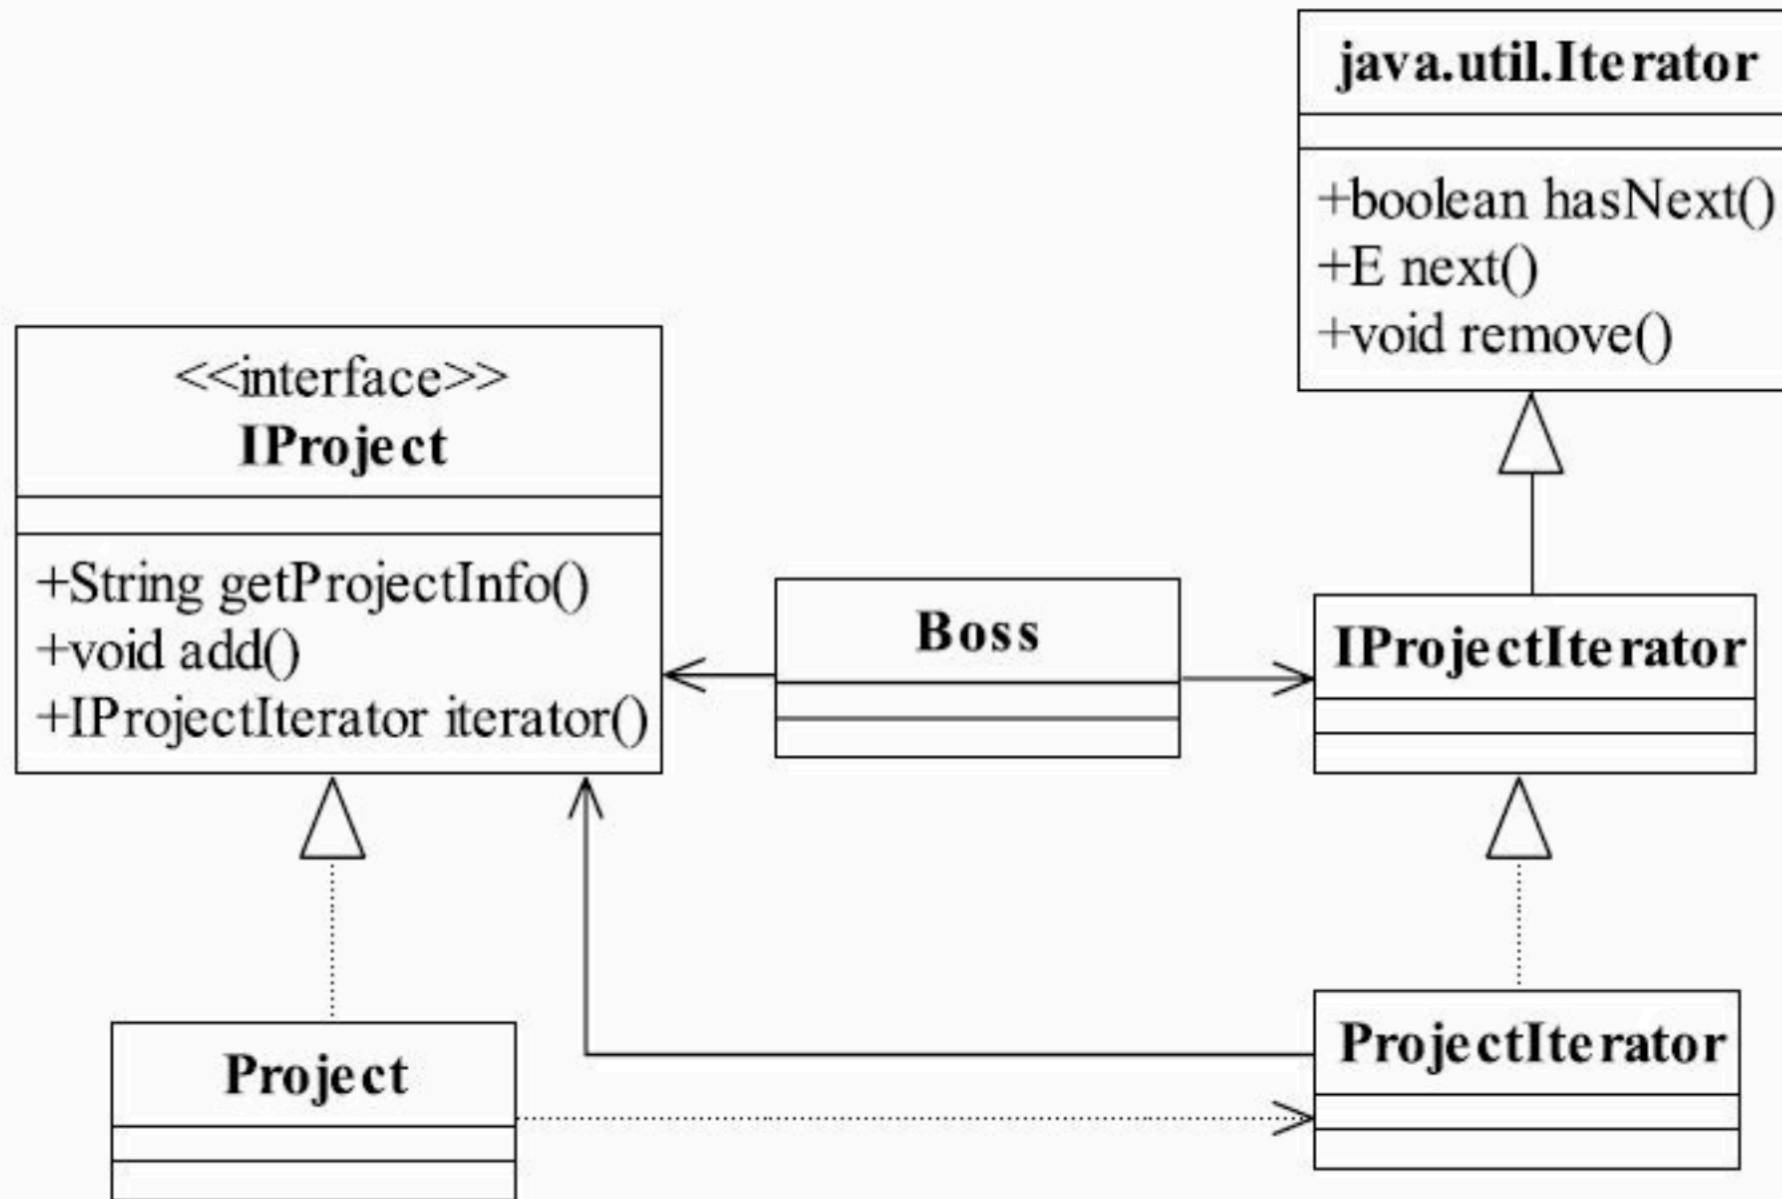 java.util.Iterator
+boolean hasNext()
+E next()
+void remove()
<<interface>>
IProject
+String getProjectInfo()
+void add()
+IProjectIterator iterator()
Boss
IProjectIterator
Project
ProjectIterator